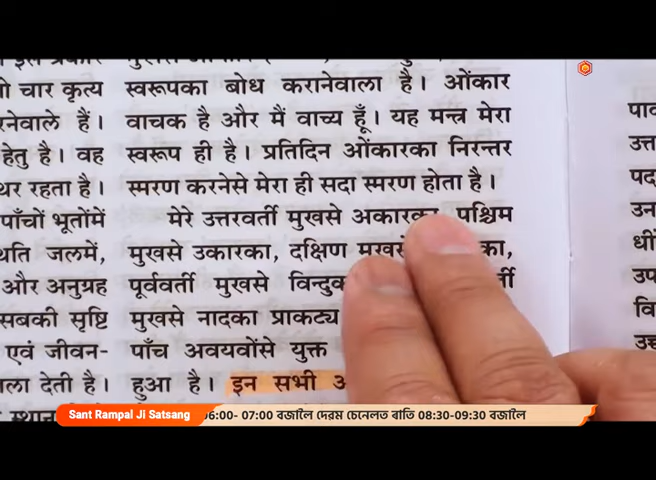 चार कृत्य
स्वरूपका बोध करानेवाला है। ओंकार
वाले हैं।
वाचक है और मैं वाच्य हूँ। यह मन्त्र मेरा
हेतु है। वह
स्वरूप ही है। प्रतिदिन ओंकारका निरन्तर
रहता है।
स्मरण करनेसे मेरा ही सदा स्मरण होता है।
पाँचों भूतोंमें
मेरे उत्तरवर्ती मुखसे अकारका पश्चिम
जलमें,
मुखसे उकारका, दक्षिण मुखसे का,
और अनुग्रह
पूर्ववर्ती मुखसे
सबकी सृष्टि
मुखसे नादका प्राकट्य
एवं जीवन-
पाँच अवयवोंसे युक्त
देती है।
हुआ है। इन सभी
स्थान
Sant Rampal Ji Satsang
06:00- 07:00 বজালৈ দেৱম চেনেলত ৰাতি 08:30-09:30 বজালৈ